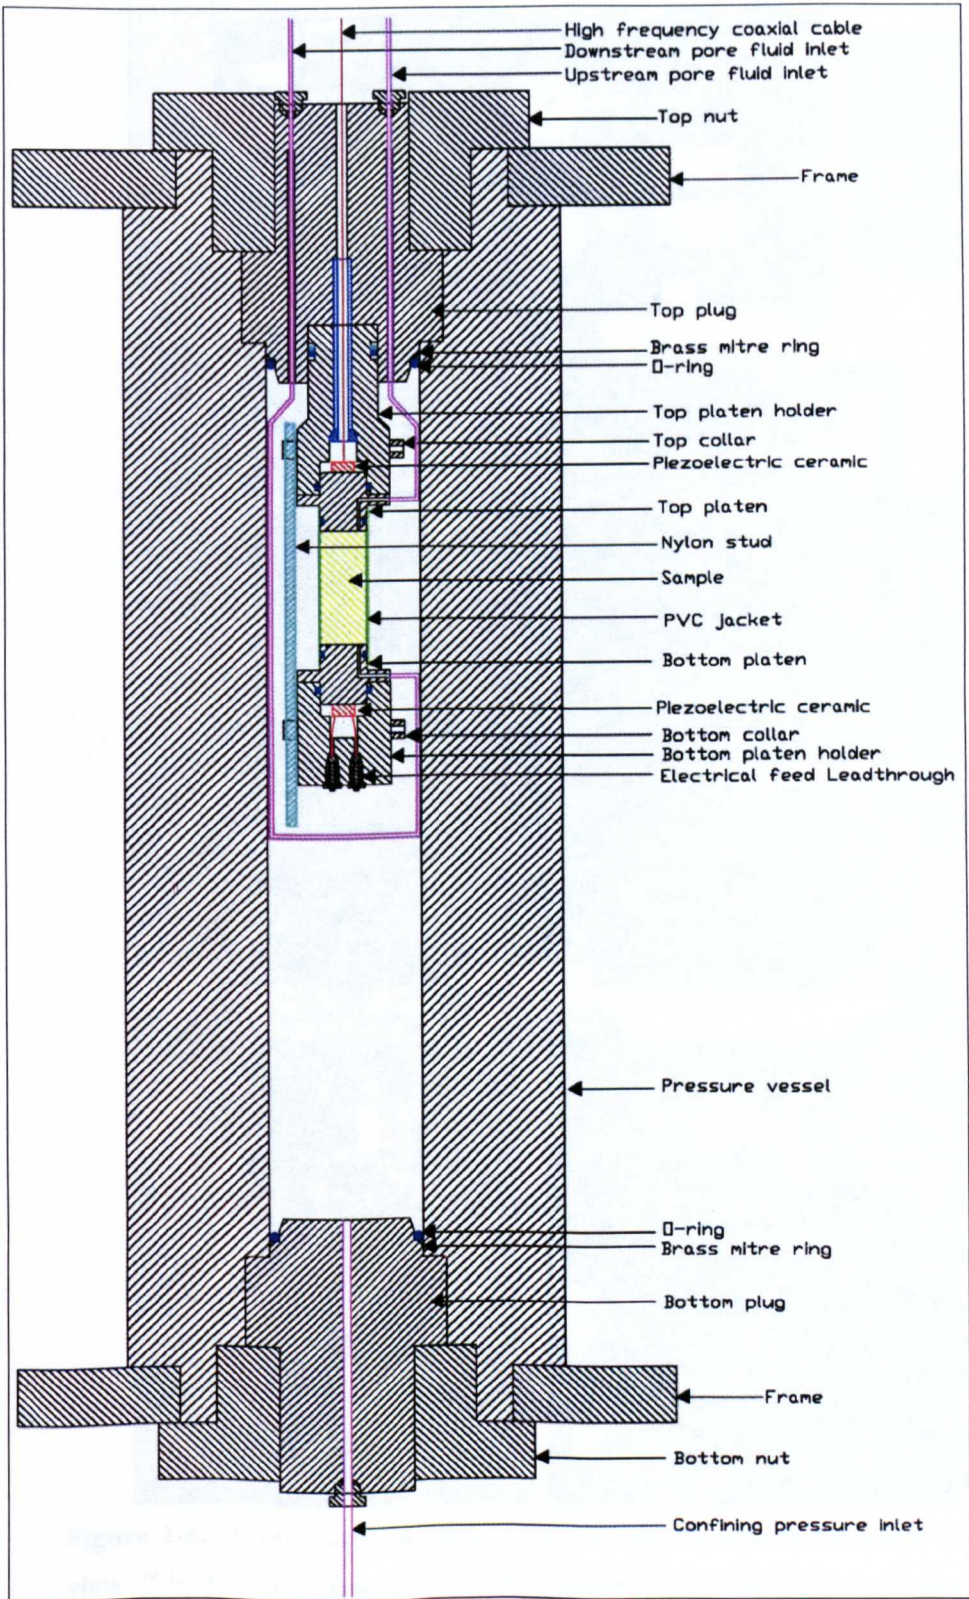 High frequency coaxial cable
Downstream pore fluid inlet
Upstream pore fluid inlet
Top nut
Frame
Top plug
Brass mitre ring
O-ring
Top platen holder
Top collar
Piezoelectric ceramic
Top platen
Nylon stud
Sample
PVC jacket
Bottom platen
Piezoelectric ceramic
Bottom collar
Bottom platen holder
Electrical feed Leadthrough
Pressure vessel
O-ring
Brass mitre ring
Bottom plug
Frame
Bottom nut
Confining pressure inlet